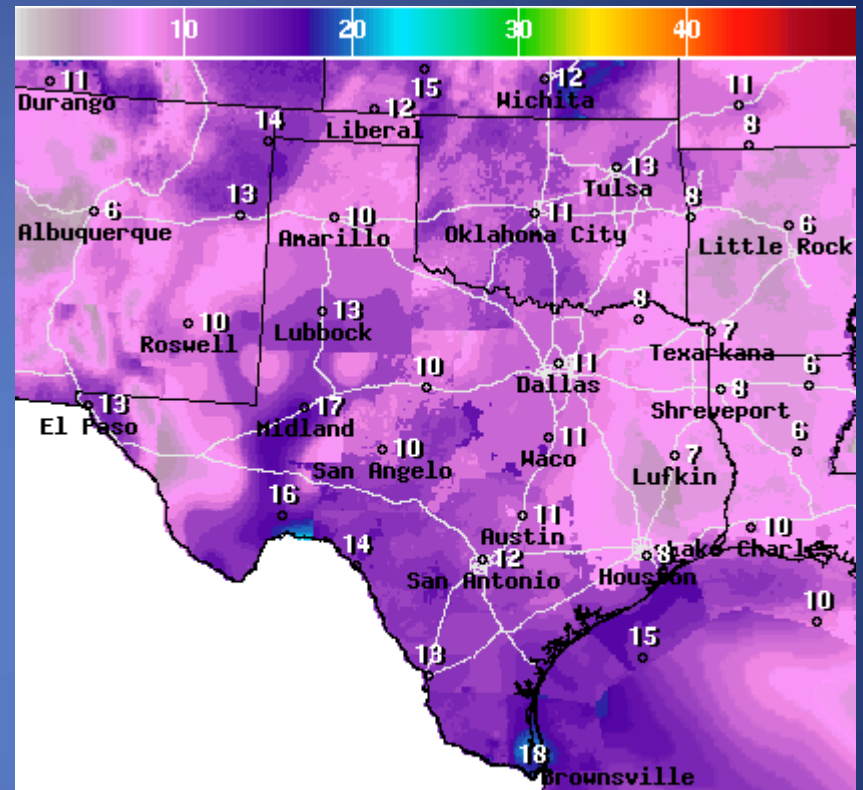 10 20 30 40
11
Durango
15
12
Wichita
11
12
Liberal
14
8
13
Tulsa
6
Albuquerque
13
10
Amarillo
11
Oklahoma City
8
6
Little Rock
10
Roswell
13
Lubbock
8
7
Texarkana
11
Dallas
10
8
Shreveport
6
13
El Paso
17
Midland
10
San Angelo
11
Waco
7
Lufkin
6
16
11
Austin
10
Lake Charle
14
12
San Antonio
8
Houston
10
15
13
18
Brownsville